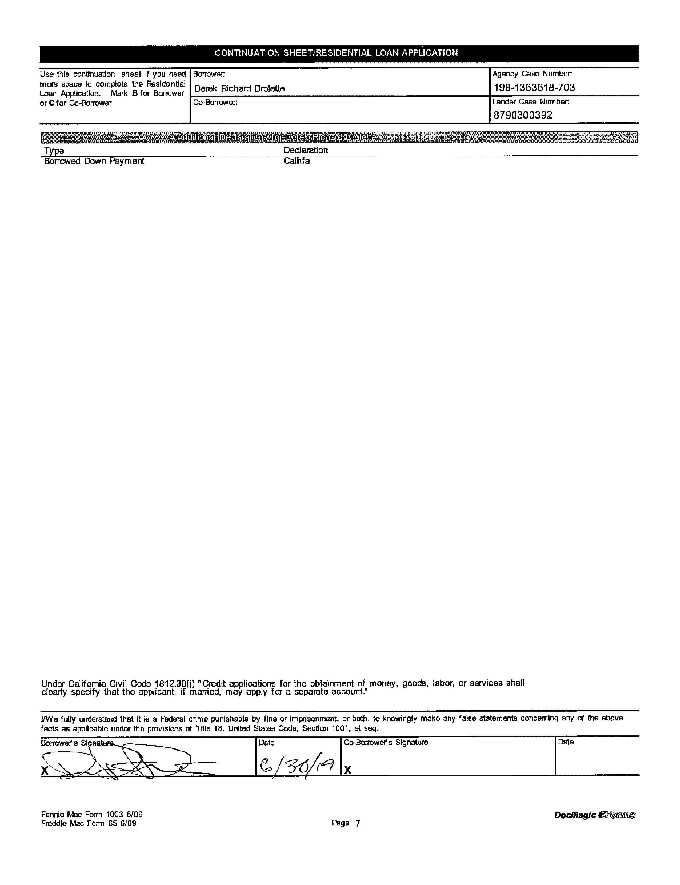 CONTINUATION SHEET/RESIDENTIAL LOAN APPLICATION
Use this continuation sheet if you need
more space to complete the Residential
Loan Application. Mark B for Borrower
or C for Co-Borrower.
Borrower:
Derek Richard
Co-Borrower:
Agency Case Number:
198-1363618-703
Lender Case Number:
8790300392
Type
Declaration
Borrowed Down Payment
Calhfa
Under California Civil Code 1812.30(j) "Credit applications for the obtainment of money, goods, labor, or services shall
clearly specify that the applicant, if married, may apply for a separate account."
I/We fully understand that it is a Federal crime punishable by fine or imprisonment, or both, to knowingly make any false statements concerning any of the above
facts as applicable under the provisions of Title 18, United States Code, Section 1001, et seq.
Borrower's Signature
X
Date
6/30/19
Co-Borrower's Signature
X
Date
Fannie Mae Form 1003 6/09
Freddie Mac Form 65 6/09
Page 7
DocMagic